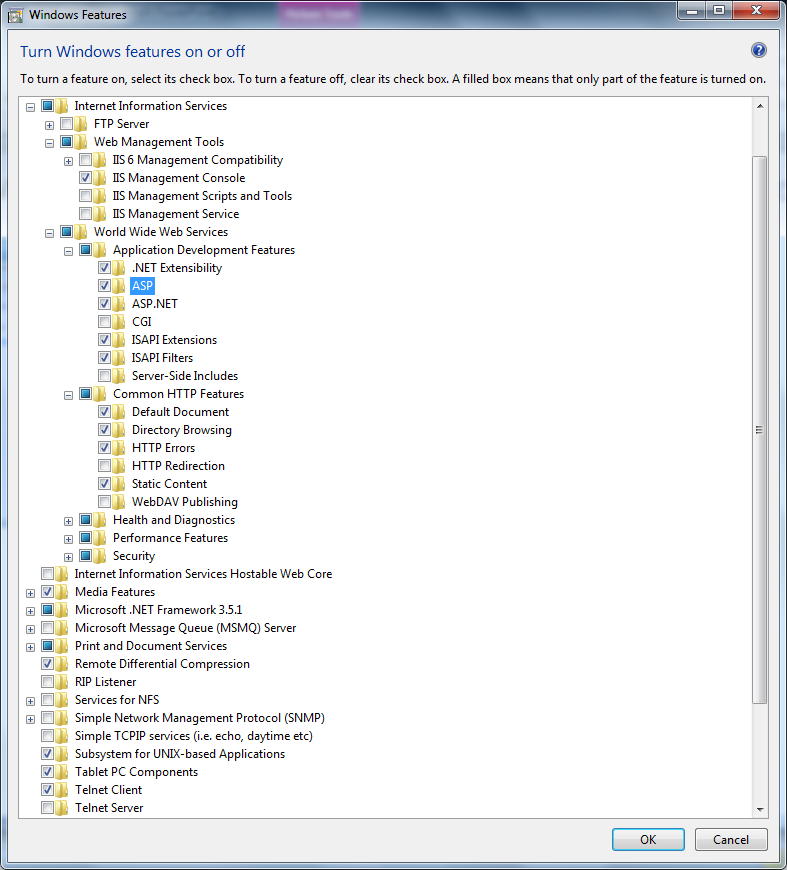 Windows Features
Turn Windows features on or off
To turn a feature on, select its check box. To turn a feature off, clear its check box. A filled box means that only part of the feature is turned on.
Internet Information Services
FTP Server
Web Management Tools
IIS 6 Management Compatibility
IIS Management Console
IIS Management Scripts and Tools
IIS Management Service
World Wide Web Services
Application Development Features
.NET Extensibility
ASP
ASP.NET
CGI
ISAPI Extensions
ISAPI Filters
Server-Side Includes
Common HTTP Features
Default Document
Directory Browsing
HTTP Errors
HTTP Redirection
Static Content
WebDAV Publishing
Health and Diagnostics
Performance Features
Security
Internet Information Services Hostable Web Core
Media Features
Microsoft .NET Framework 3.5.1
Microsoft Message Queue (MSMQ) Server
Print and Document Services
Remote Differential Compression
RIP Listener
Services for NFS
Simple Network Management Protocol (SNMP)
Simple TCPIP services (i.e. echo, daytime etc)
Subsystem for UNIX-based Applications
Tablet PC Components
Telnet Client
Telnet Server
OK Cancel